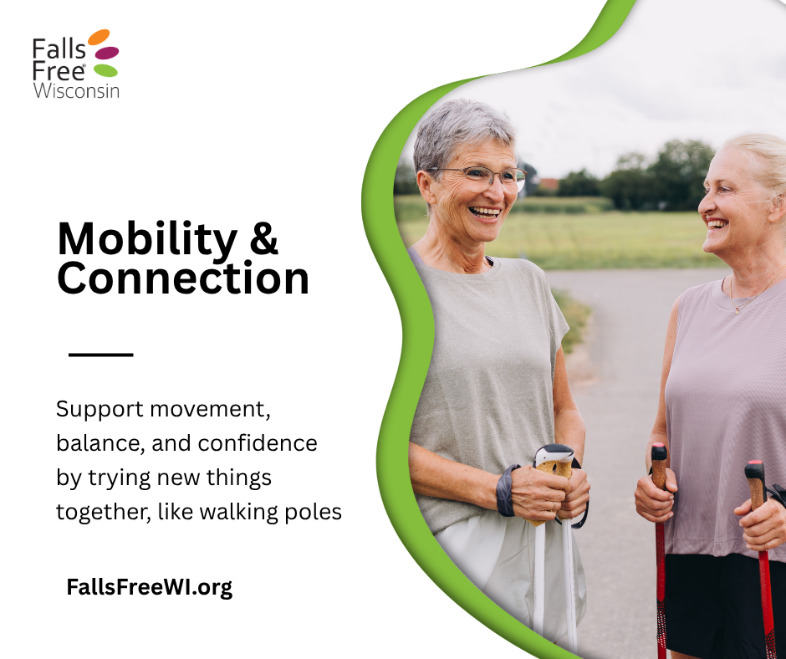 Falls
Free®
Wisconsin
Mobility &
Connection
Support movement,
balance, and confidence
by trying new things
together, like walking poles
FallsFreeWI.org